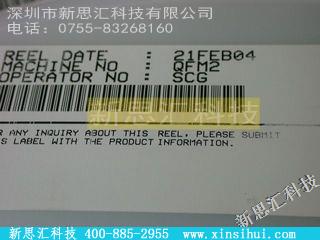 深圳市新思汇科技有限公司
电话：0755-83268160
REEL DATE : 21FEB04
MACHINE NO : QFM2
OPERATOR NO : SCG
新思汇科技
R ANY INQUIRY ABOUT THIS REEL, PLEASE SUBMIT
S LABEL WITH THE PRODUCT INFORMATION.
新思汇科技
新思汇科技 400-885-2955 www.xinsihui.com